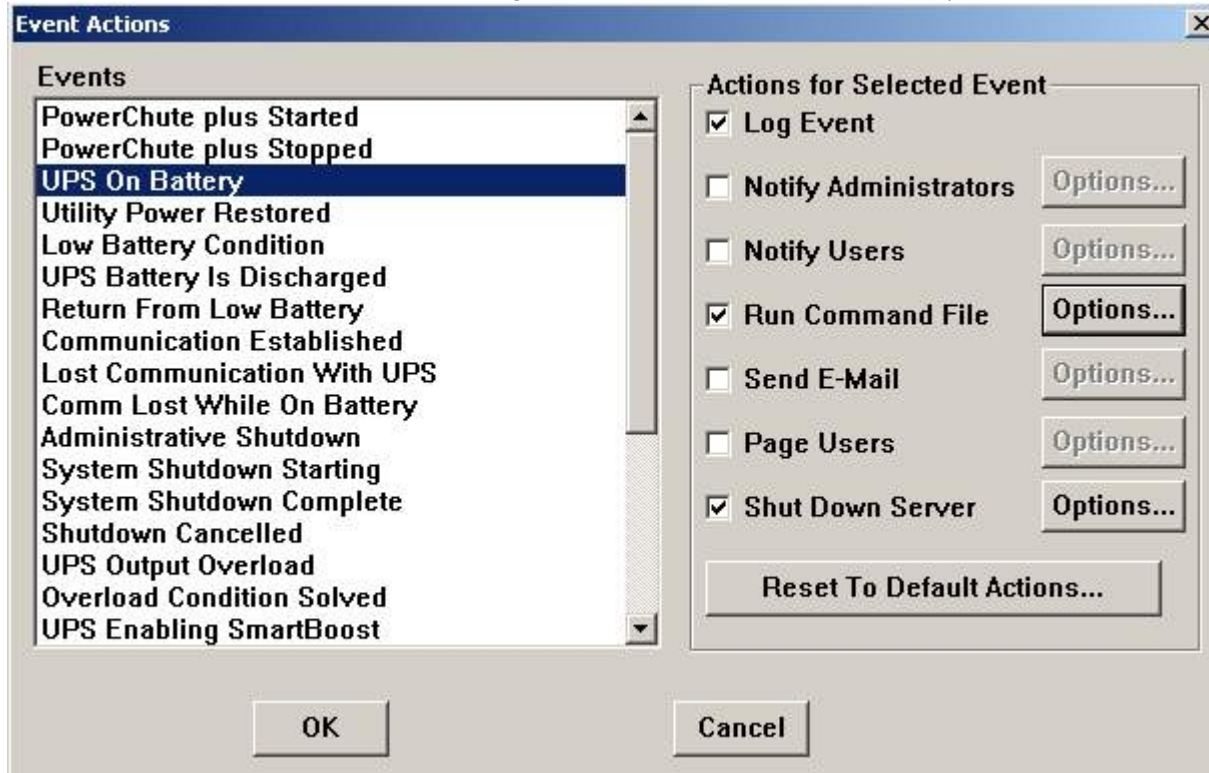 Event Actions
Events
PowerChute plus Started
PowerChute plus Stopped
UPS On Battery
Utility Power Restored
Low Battery Condition
UPS Battery Is Discharged
Return From Low Battery
Communication Established
Lost Communication With UPS
Comm Lost While On Battery
Administrative Shutdown
System Shutdown Starting
System Shutdown Complete
Shutdown Cancelled
UPS Output Overload
Overload Condition Solved
UPS Enabling SmartBoost
Actions for Selected Event
Log Event
Notify Administrators Options...
Notify Users Options...
Run Command File Options...
Send E-Mail Options...
Page Users Options...
Shut Down Server Options...
Reset To Default Actions...
OK Cancel